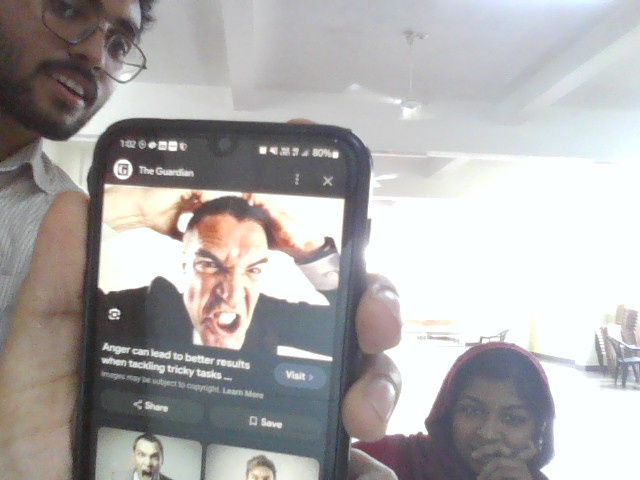 1:02
80%
The Guardian
Anger can lead to better results
when tackling tricky tasks ...
Visit >
Images may be subject to copyright. Learn More
Share
Save